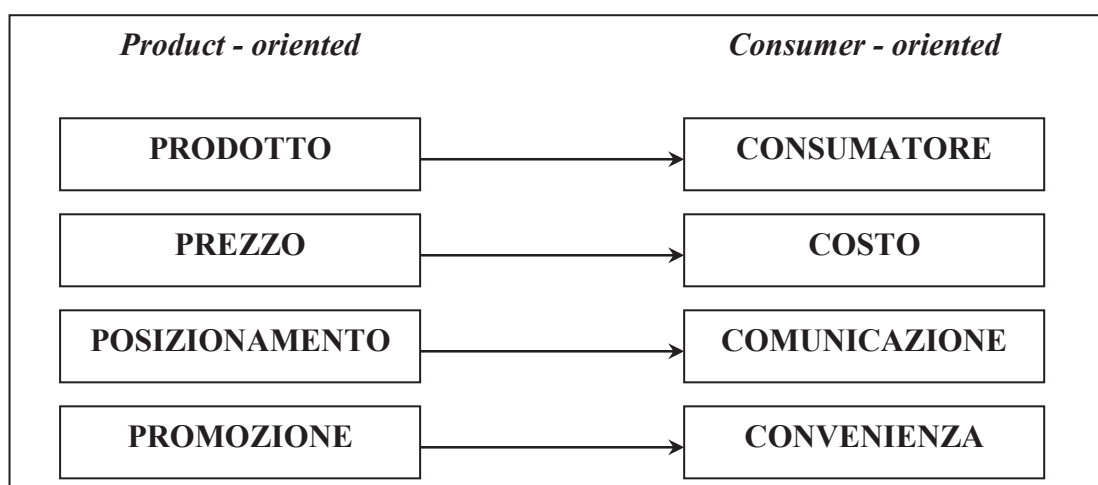 Product - oriented Consumer - oriented
PRODOTTO CONSUMATORE
PREZZO COSTO
POSIZIONAMENTO COMUNICAZIONE
PROMOZIONE CONVENIENZA